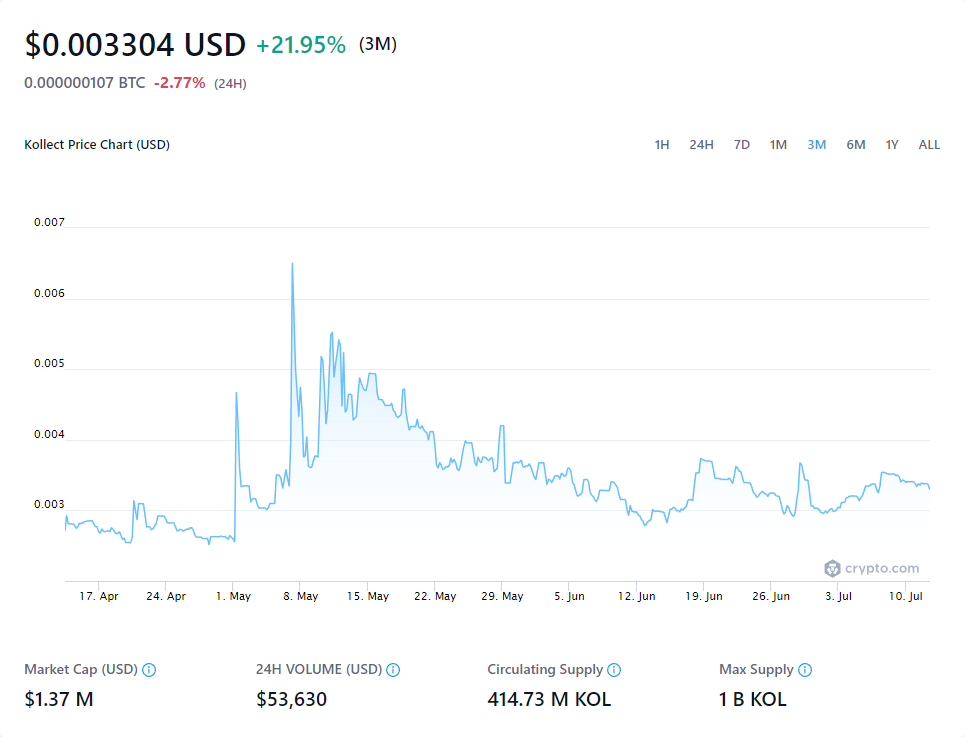 $0.003304 USD +21.95% (3M)
0.000000107 BTC -2.77% (24H)
Kollect Price Chart (USD) 1H 24H 7D 1M 3M 6M 1Y ALL
0.007
0.006
0.005
0.004
0.003
crypto.com
17. Apr 24. Apr 1. May 8. May 15. May 22. May 29. May 5. Jun 12. Jun 19. Jun 26. Jun 3. Jul 10. Jul
Market Cap (USD) 24H VOLUME (USD) Circulating Supply Max Supply
$1.37 M $53,630 414.73 M KOL 1 B KOL